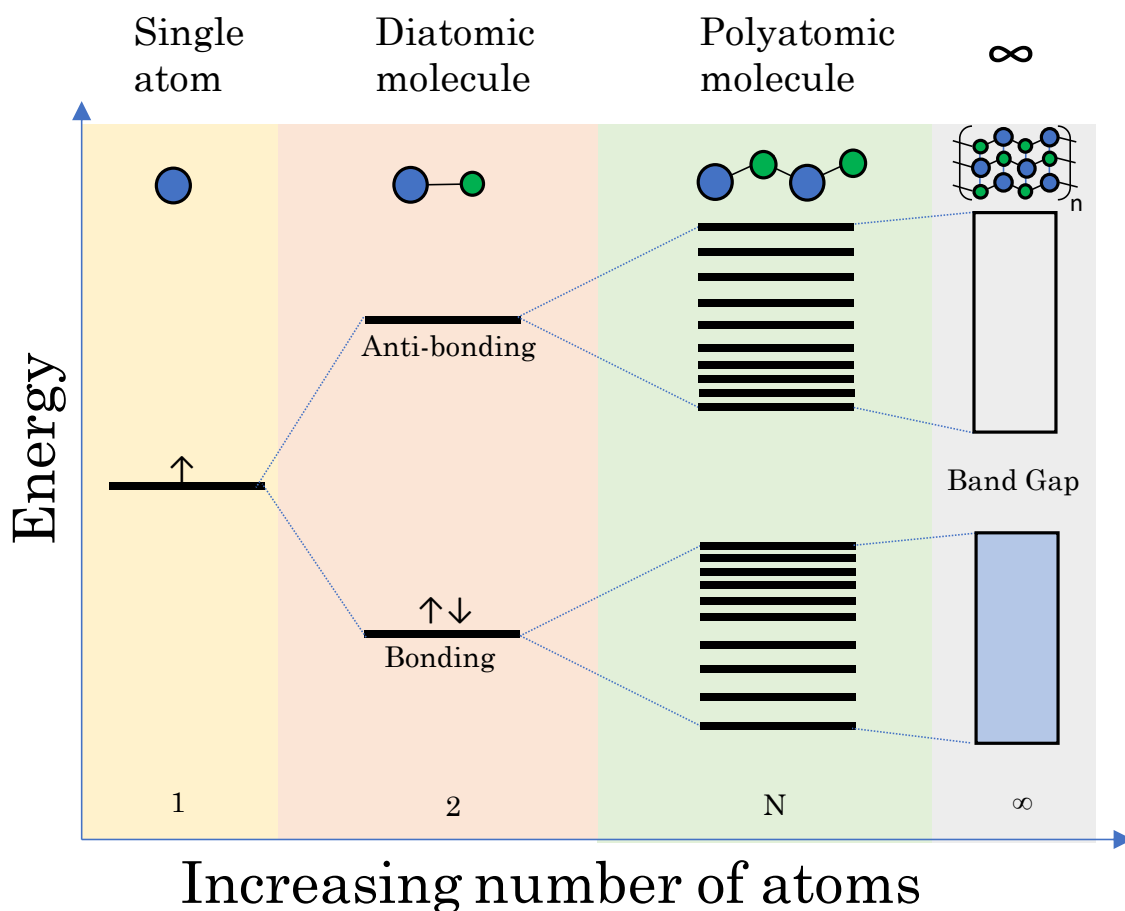 Single
atom
Diatomic
molecule
Polyatomic
molecule
∞
n
Anti-bonding
Energy
Band Gap
↑
↑↓
Bonding
1
2
N
∞
Increasing number of atoms